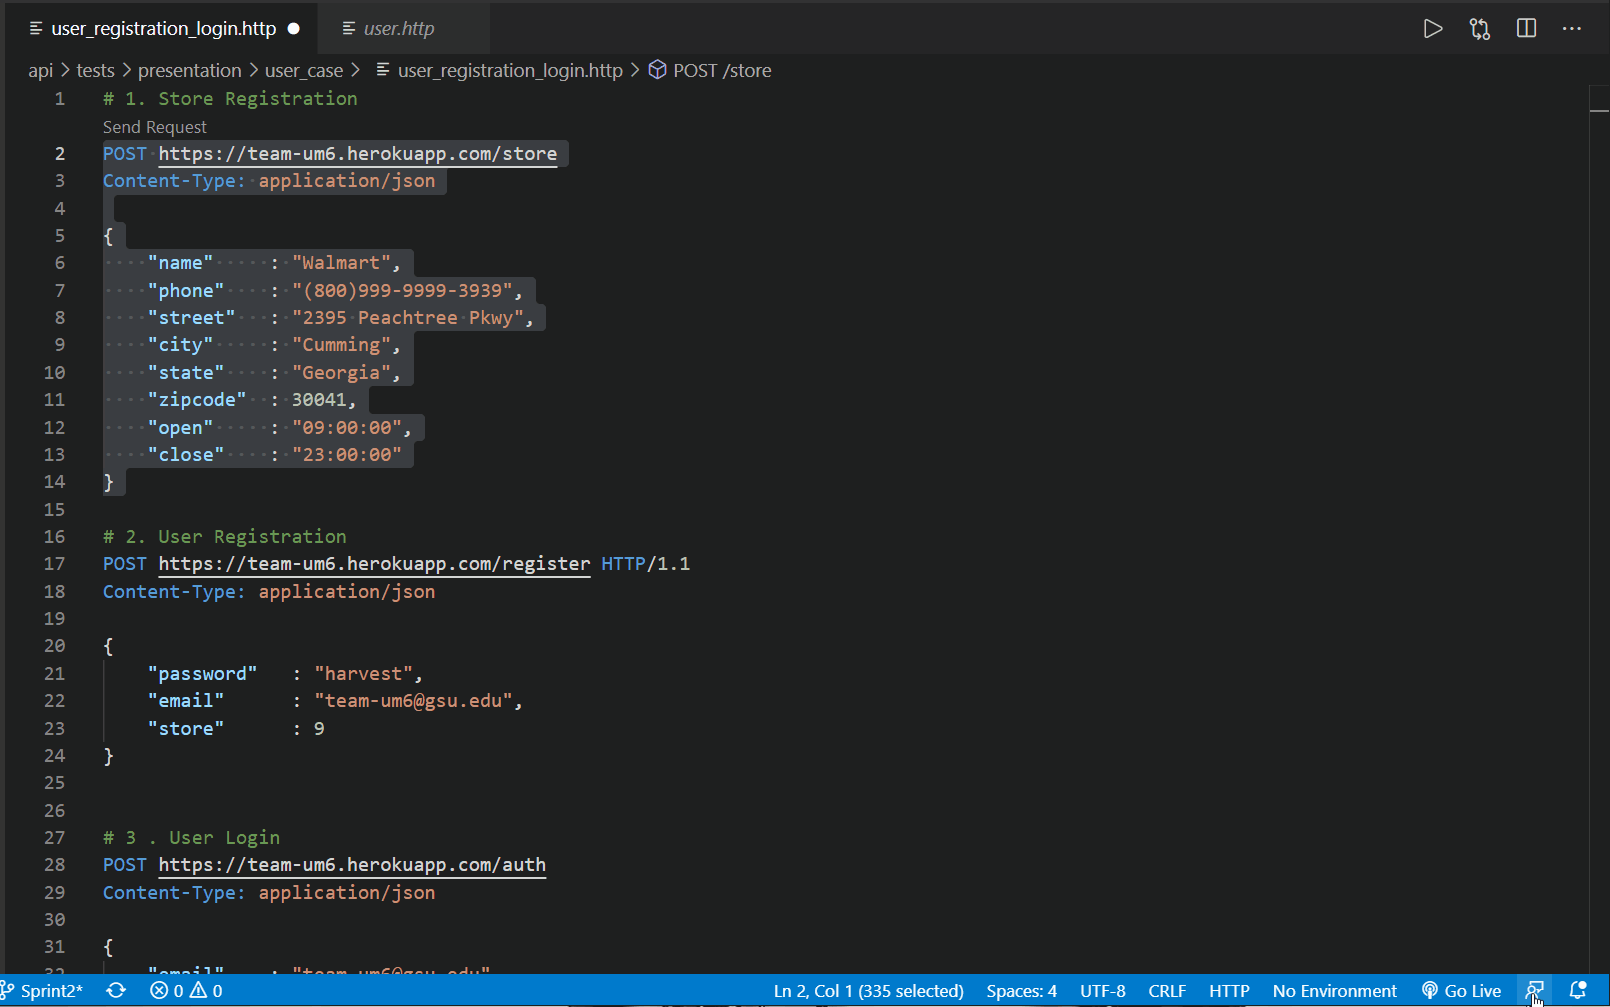 user_registration_login.http
user.http
api > tests > presentation > user_case > user_registration_login.http > POST /store
1 # 1. Store Registration
Send Request
2 POST https://team-um6.herokuapp.com/store
3 Content-Type: application/json
4
5 {
6 "name" : "Walmart",
7 "phone" : "(800)999-9999-3939",
8 "street" : "2395 Peachtree Pkwy",
9 "city" : "Cumming",
10 "state" : "Georgia",
11 "zipcode" : 30041,
12 "open" : "09:00:00",
13 "close" : "23:00:00"
14 }
15
16 # 2. User Registration
17 POST https://team-um6.herokuapp.com/register HTTP/1.1
18 Content-Type: application/json
19
20 {
21 "password" : "harvest",
22 "email" : "team-um6@gsu.edu",
23 "store" : 9
24 }
25
26
27 # 3 . User Login
28 POST https://team-um6.herokuapp.com/auth
29 Content-Type: application/json
30
31 {
32 "email" : "team-um6@gsu.edu"
Sprint2* 0 0 Ln 2, Col 1 (335 selected) Spaces: 4 UTF-8 CRLF HTTP No Environment Go Live